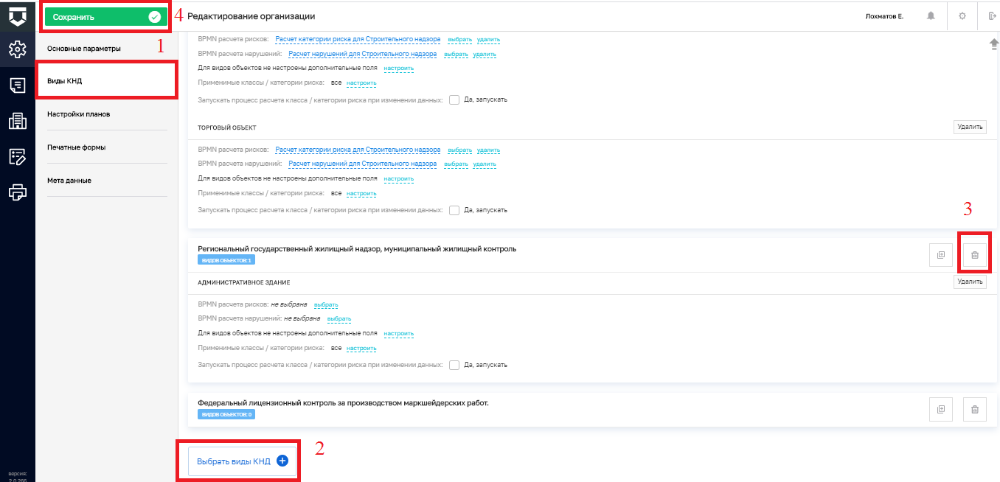 Сохранить
4
Редактирование организации
Лохматов Е.
Основные параметры
1
Виды КНД
Настройки планов
Печатные формы
Мета данные
версия:
2.0.266
BPMN расчета рисков: Расчет категории риска для Строительного надзора выбрать удалить
BPMN расчета нарушений: Расчет нарушений для Строительного надзора выбрать удалить
Для видов объектов не настроены дополнительные поля настроить
Применимые классы / категории риска: все настроить
Запускать процесс расчета класса / категории риска при изменении данных: Да, запускать
ТОРГОВЫЙ ОБЪЕКТ Удалить
BPMN расчета рисков: Расчет категории риска для Строительного надзора выбрать удалить
BPMN расчета нарушений: Расчет нарушений для Строительного надзора выбрать удалить
Для видов объектов не настроены дополнительные поля настроить
Применимые классы / категории риска: все настроить
Запускать процесс расчета класса / категории риска при изменении данных: Да, запускать
3
Региональный государственный жилищный надзор, муниципальный жилищный контроль
ВИДОВ ОБЪЕКТОВ: 1
АДМИНИСТРАТИВНОЕ ЗДАНИЕ Удалить
BPMN расчета рисков: не выбрана выбрать
BPMN расчета нарушений: не выбрана выбрать
Для видов объектов не настроены дополнительные поля настроить
Применимые классы / категории риска: все настроить
Запускать процесс расчета класса / категории риска при изменении данных: Да, запускать
Федеральный лицензионный контроль за производством маркшейдерских работ.
ВИДОВ ОБЪЕКТОВ: 0
Выбрать виды КНД
2